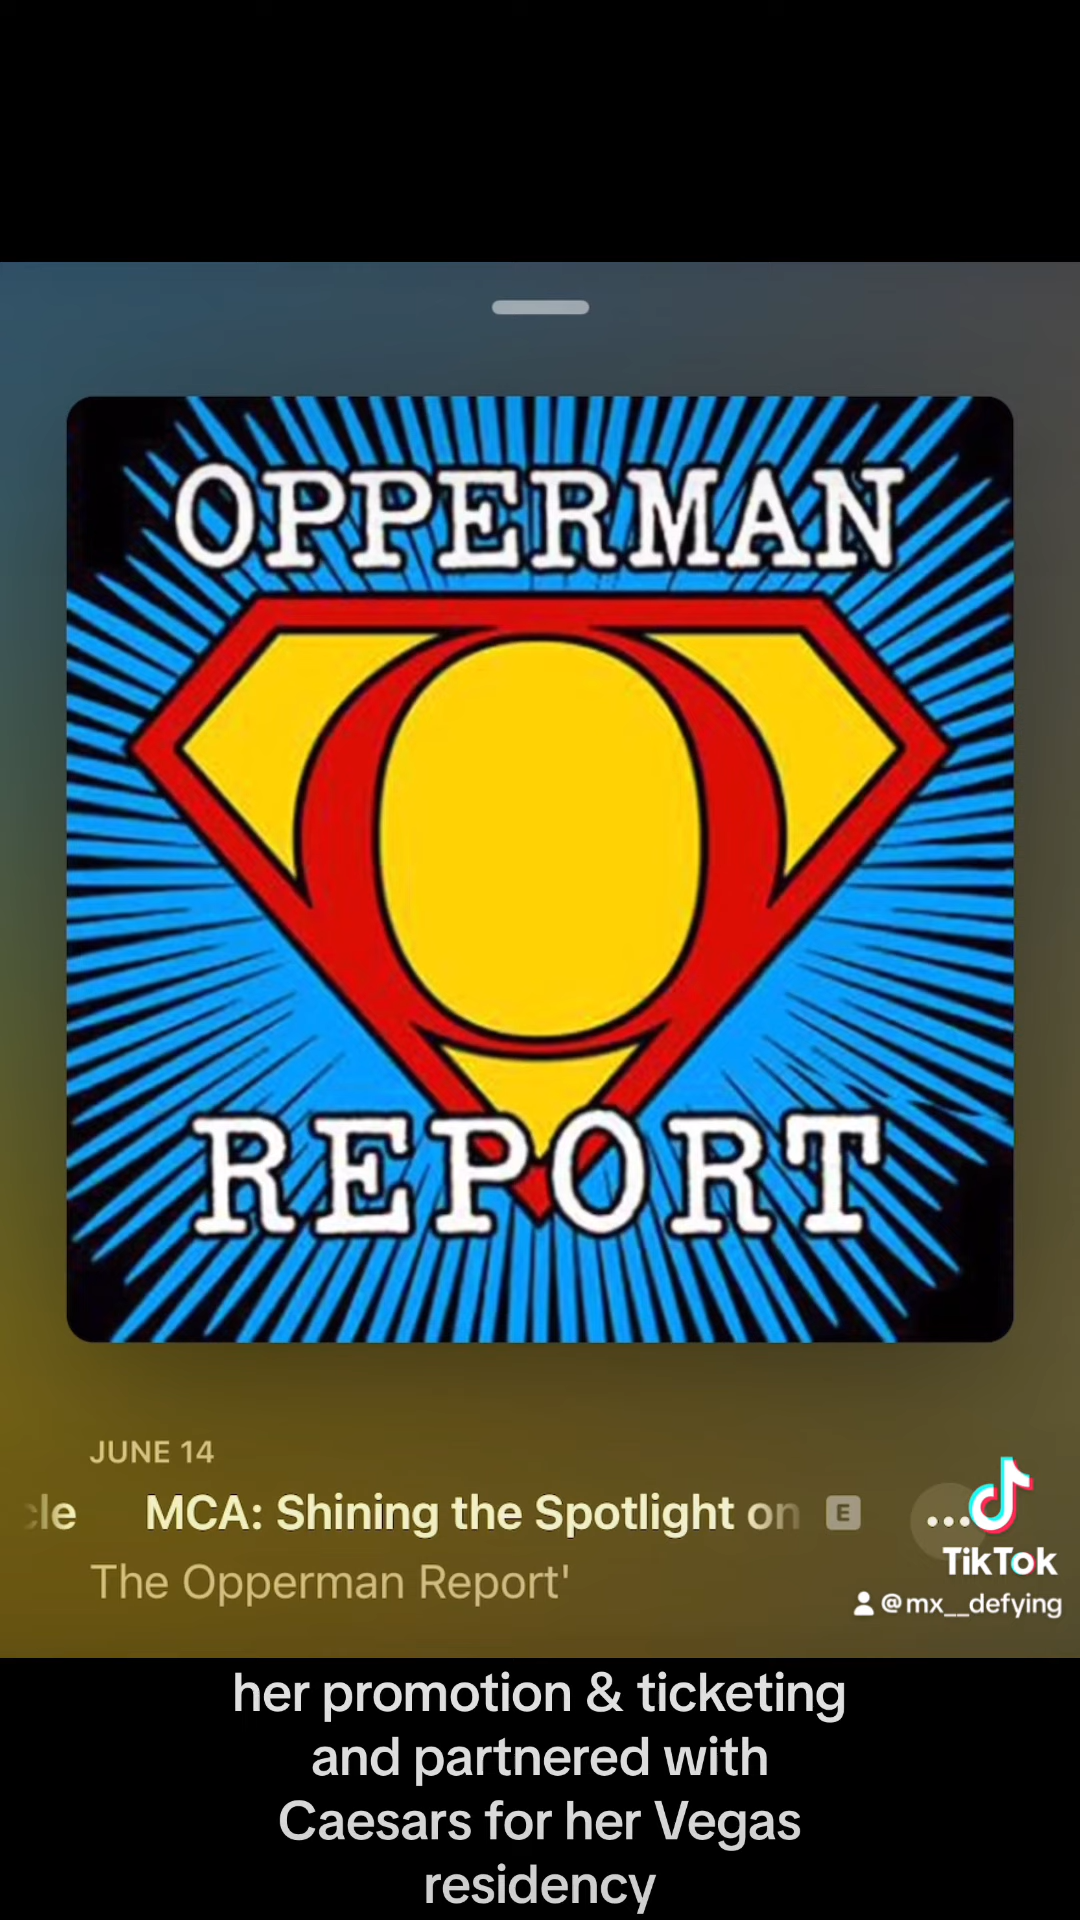 OPPERMAN
REPORT
JUNE 14
cle MCA: Shining the Spotlight on E
The Opperman Report'
TikTok
@mx__defying
her promotion & ticketing
and partnered with
Caesars for her Vegas
residency